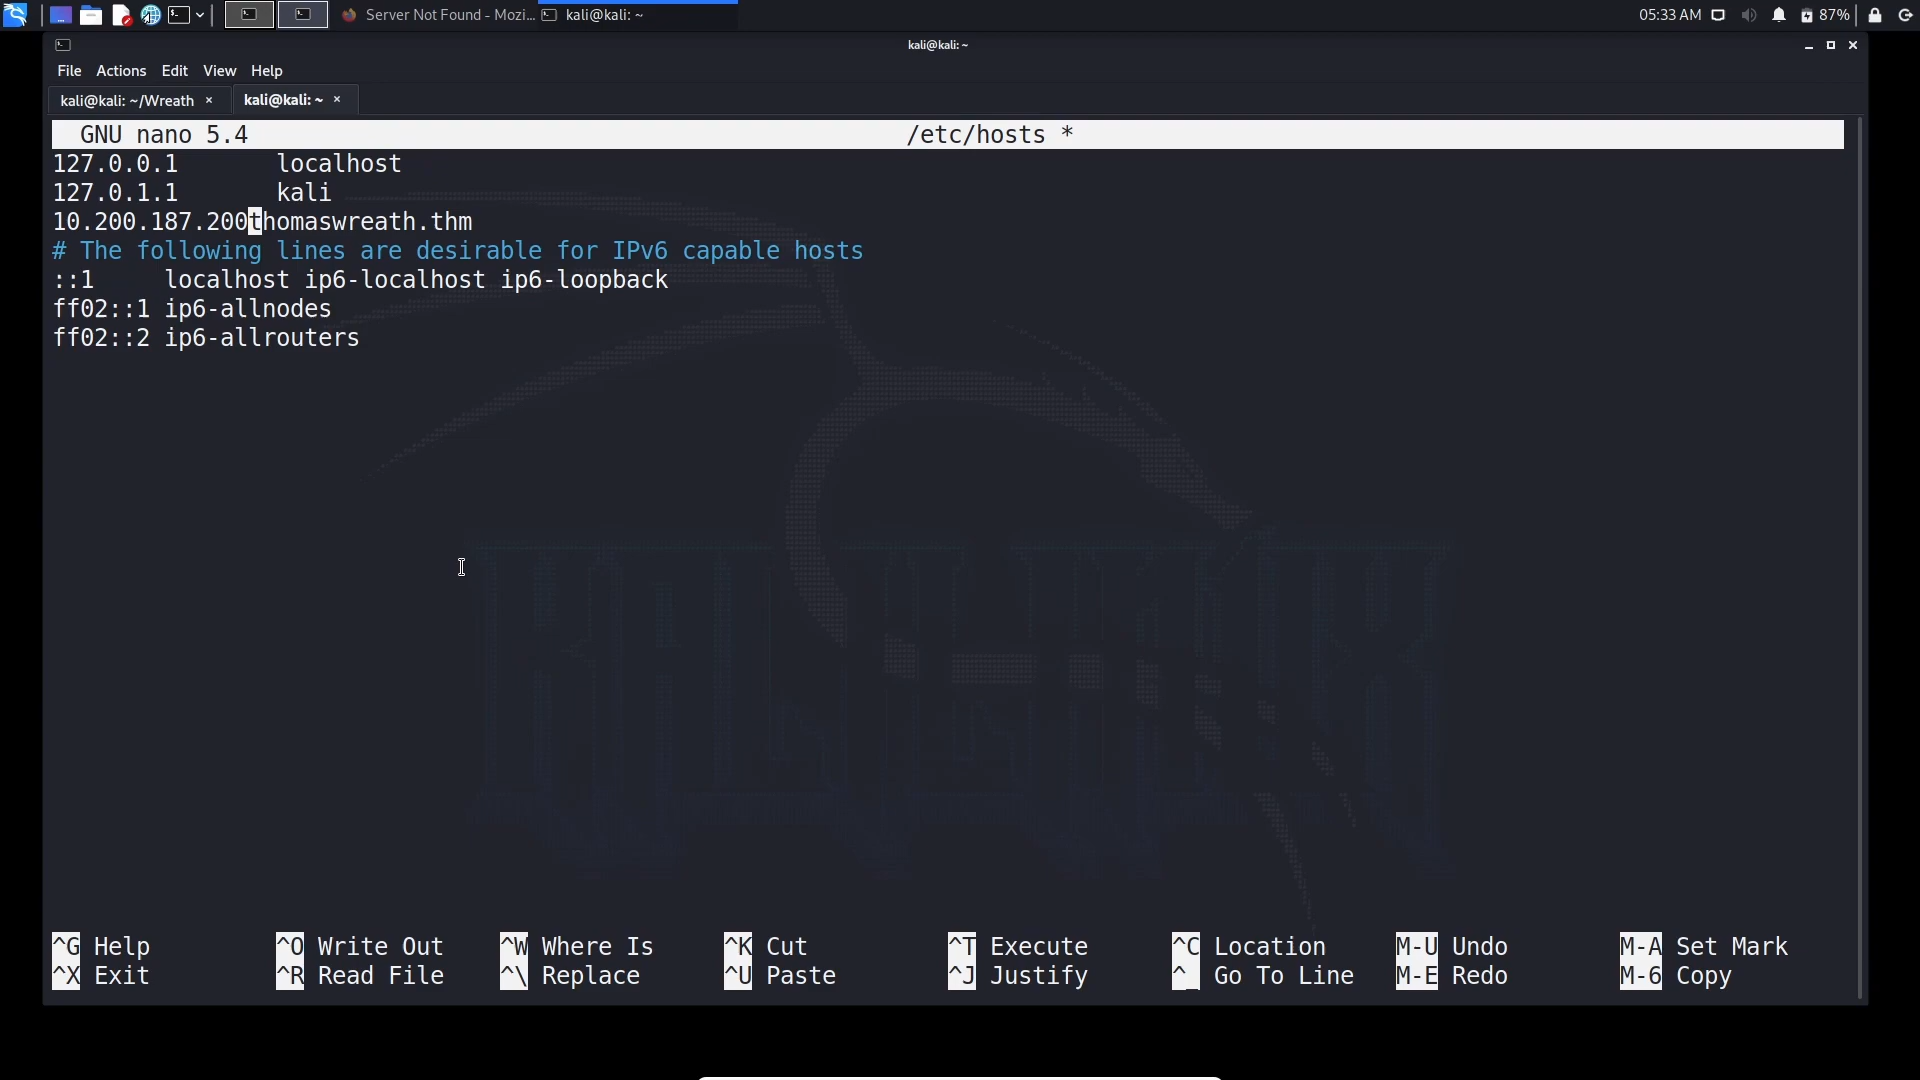 Server Not Found - Mozi... kali@kali: ~ 05:33 AM 87%
kali@kali: ~
File Actions Edit View Help
kali@kali: ~/Wreath × kali@kali: ~ ×
GNU nano 5.4 /etc/hosts *
127.0.0.1 localhost
127.0.1.1 kali
10.200.187.200thomaswreath.thm
# The following lines are desirable for IPv6 capable hosts
::1 localhost ip6-localhost ip6-loopback
ff02::1 ip6-allnodes
ff02::2 ip6-allrouters
^G Help ^O Write Out ^W Where Is ^K Cut ^T Execute ^C Location M-U Undo M-A Set Mark
^X Exit ^R Read File ^\ Replace ^U Paste ^J Justify ^_ Go To Line M-E Redo M-6 Copy